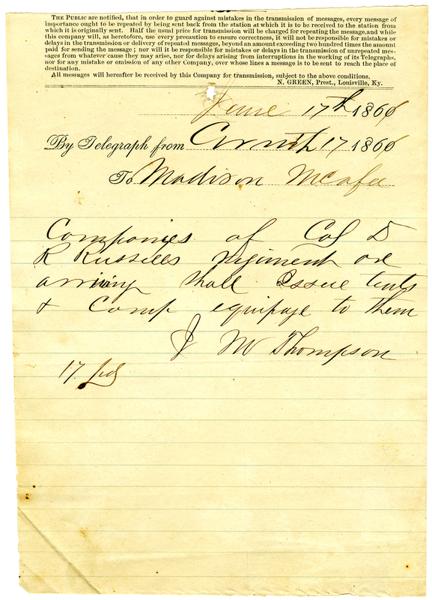 THE PUBLIC are notified, that in order to guard against mistakes in the transmission of messages, every message of
importance ought to be repeated by being sent back from the station at which it is to be received to the station from
which it is originally sent. Half the usual price for transmission will be charged for repeating the message, and while
this company will, as heretofore, use every precaution to ensure correctness, it will not be responsible for mistakes or
delays in the transmission or delivery of repeated messages, beyond an amount exceeding two hundred times the amount
paid for sending the message; nor will it be responsible for mistakes or delays in the transmission of unrepeated mes-
sages from whatever cause they may arise, nor for delays arising from interruptions in the working of its Telegraphs,
nor for any mistake or omission of any other Company, over whose lines a message is to be sent to reach the place of
destination.
All messages will hereafter be received by this Company for transmission, subject to the above conditions.
N. GREEN, Prest., Louisville, Ky.
June 17th 1860
By Telegraph from Corinth 17 1860
To Madison McAfee
Companies of Col D
R Russells regiment are
arriving shall Issue tents
& Camp equipage to them
J W Thompson
17.